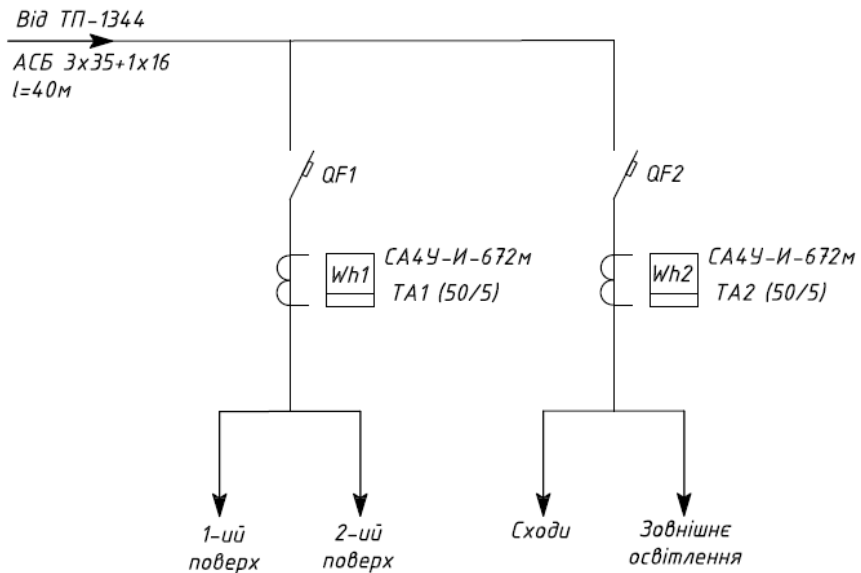 Від ТП-1344
АСБ 3х35+1х16
l=40м
QF1
QF2
Wh1
СА4У-И-672м
ТА1 (50/5)
Wh2
СА4У-И-672м
ТА2 (50/5)
1-ий
поверх
2-ий
поверх
Сходи
Зовнішнє
освітлення